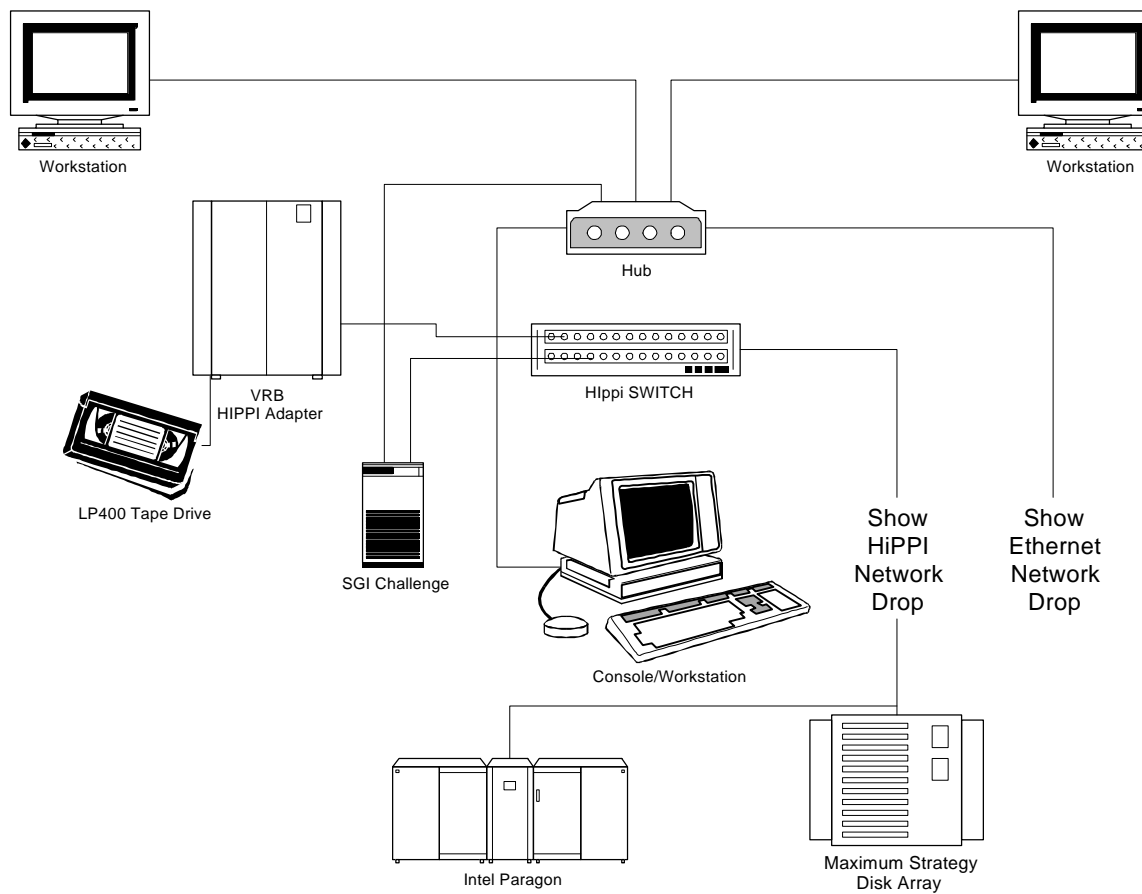 Workstation
Workstation
Hub
VRB
HIPPI Adapter
HIppi SWITCH
LP400 Tape Drive
SGI Challenge
Show
HiPPI
Network
Drop
Show
Ethernet
Network
Drop
Console/Workstation
Intel Paragon
Maximum Strategy
Disk Array